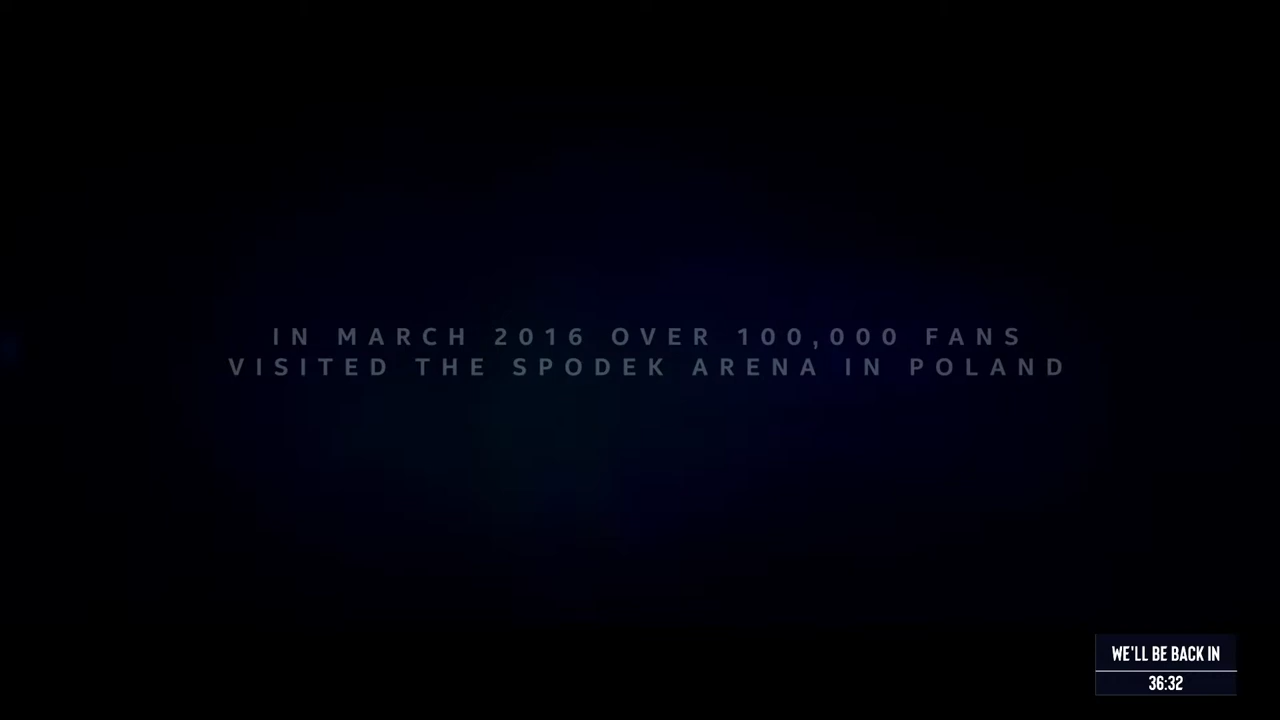 IN MARCH 2016 OVER 100,000 FANS
VISITED THE SPODEK ARENA IN POLAND
WE'LL BE BACK IN
36:32